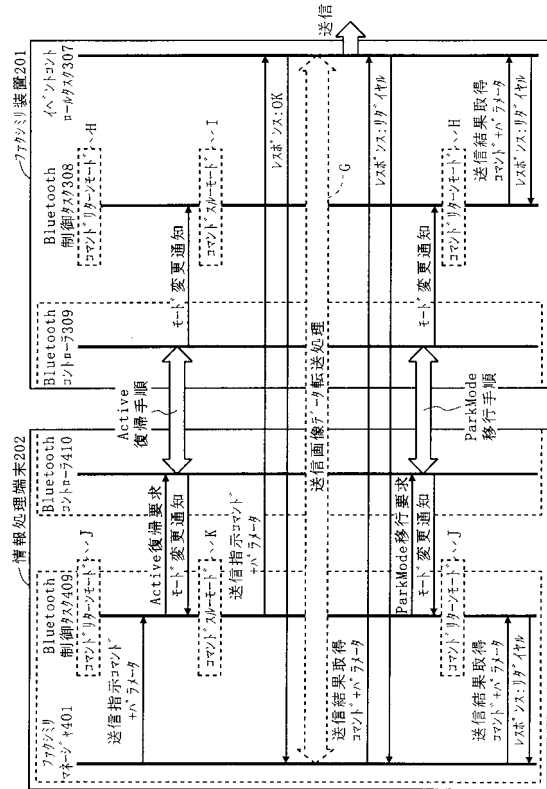 情報処理端末202
ファクシミリ装置201
ファクシミリ
マネージャ401
Bluetooth
制御タスク409
Bluetooth
コントローラ410
Bluetooth
コントローラ309
Bluetooth
制御タスク308
イベントコント
ロールタスク307
コマンドリターンモード
J
コマンドリターンモード
H
送信指示コマンド
+パラメータ
Active復帰要求
Active
復帰手順
モード変更通知
モード変更通知
コマンドスルーモード
K
コマンドスルーモード
I
送信指示コマンド
+パラメータ
レスポンス:OK
送信画像データ転送処理
G
送信
送信結果取得
コマンド+パラメータ
レスポンス:リダイヤル
ParkMode移行要求
ParkMode
移行手順
モード変更通知
モード変更通知
コマンドリターンモード
J
コマンドリターンモード
H
送信結果取得
コマンド+パラメータ
レスポンス:リダイヤル
送信結果取得
コマンド+パラメータ
レスポンス:リダイヤル